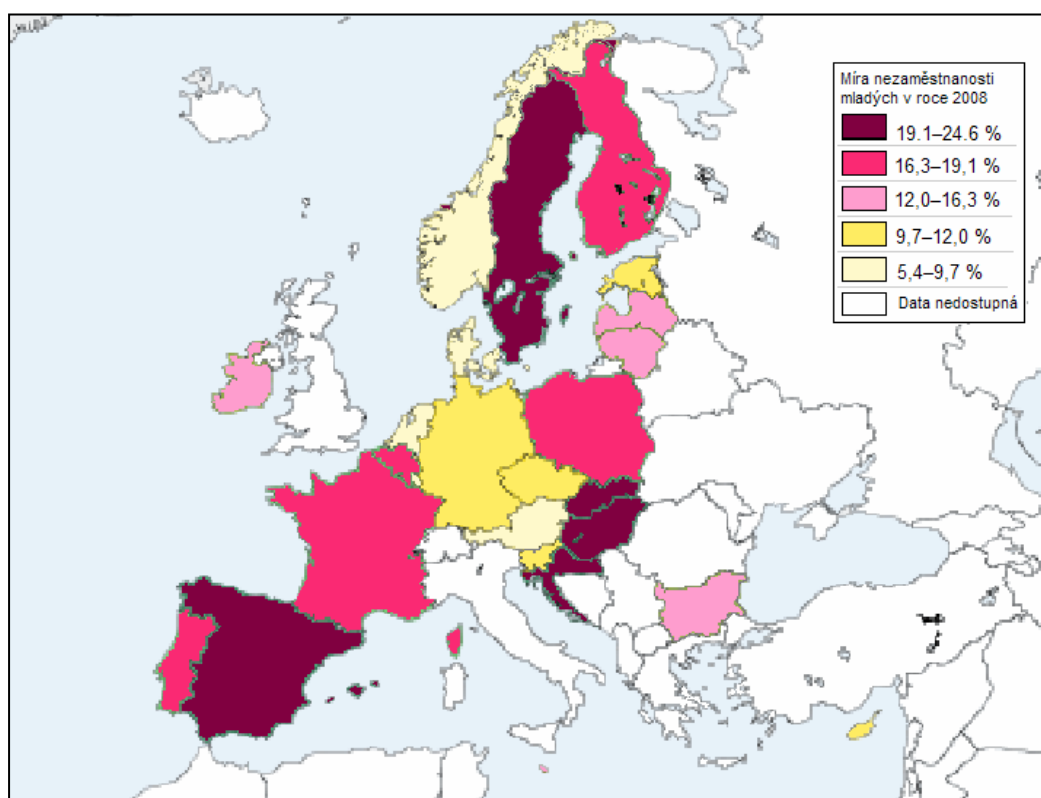 Míra nezaměstnanosti
mladých v roce 2008
19.1–24.6 %
16,3–19,1 %
12,0–16,3 %
9,7–12,0 %
5,4–9,7 %
Data nedostupná